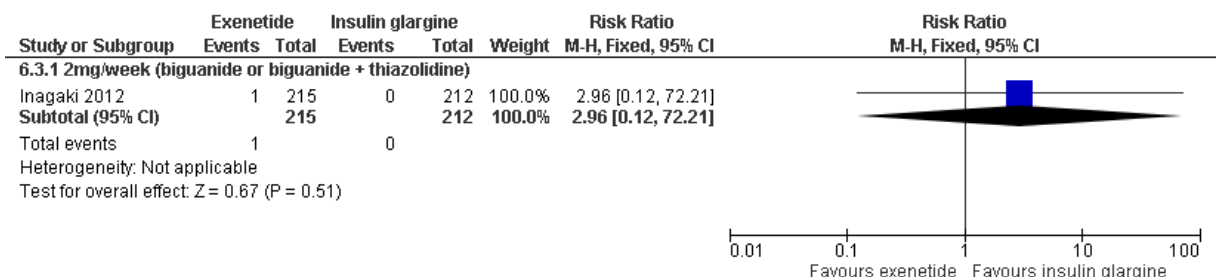 Exenetide Insulin glargine Risk Ratio Risk Ratio
Study or Subgroup Events Total Events Total Weight M-H, Fixed, 95% CI M-H, Fixed, 95% CI
6.3.1 2mg/week (biguanide or biguanide + thiazolidine)
Inagaki 2012 1 215 0 212 100.0% 2.96 [0.12, 72.21]
Subtotal (95% CI) 215 212 100.0% 2.96 [0.12, 72.21]
Total events 1 0
Heterogeneity: Not applicable
Test for overall effect: Z = 0.67 (P = 0.51)
0.01 0.1 1 10 100
Favours exenetide Favours insulin glargine